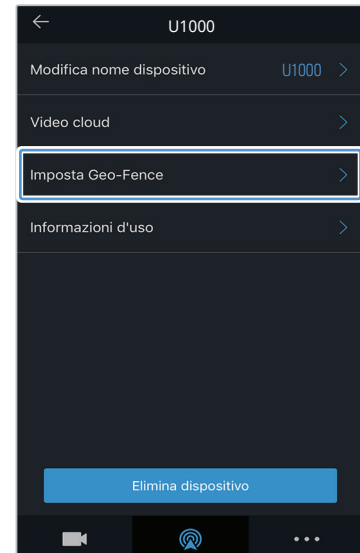 U1000
Modifica nome dispositivo U1000
Video cloud
Imposta Geo-Fence
Informazioni d'uso
Elimina dispositivo